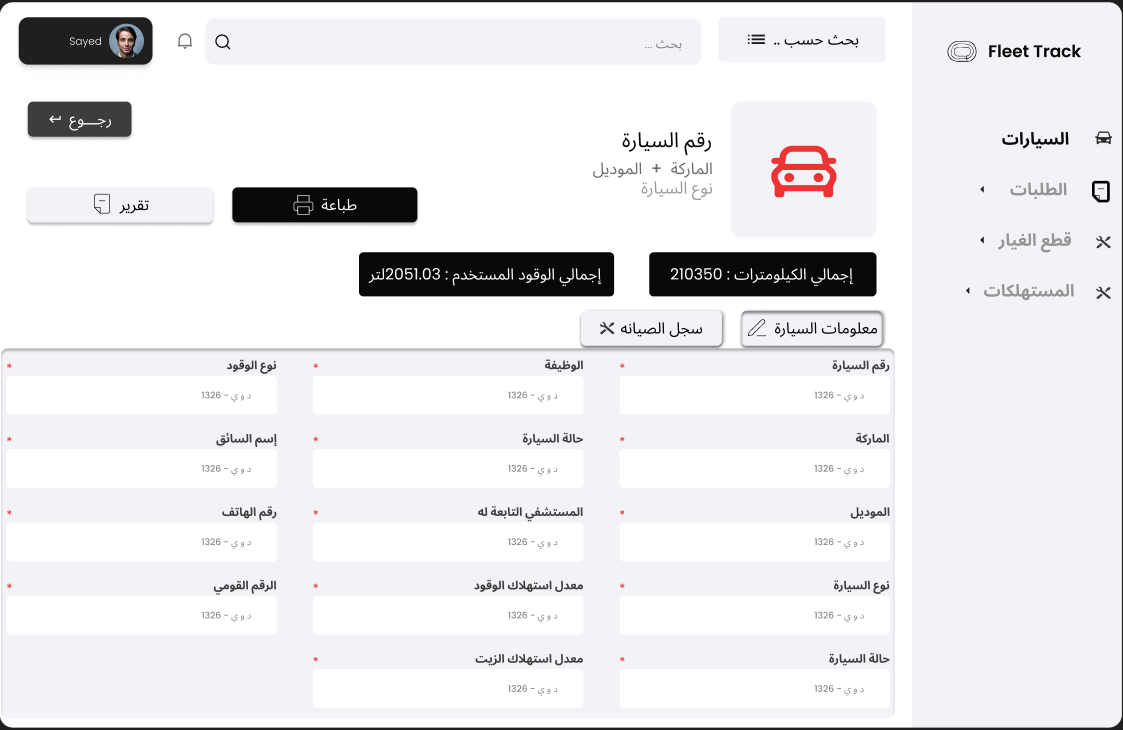 Fleet Track
السيارات
الطلبات
قطع الغيار
المستهلكات
بحث حسب ..
بحث ...
Sayed
رجـــوع
رقم السيارة
الماركة + الموديل
نوع السيارة
طباعة
تقرير
إجمالي الكيلومترات : 210350
إجمالي الوقود المستخدم : 2051.03لتر
معلومات السيارة
سجل الصيانه
رقم السيارة *
الوظيفة *
نوع الوقود *
د و ي - 1326
د و ي - 1326
د و ي - 1326
الماركة *
حالة السيارة *
إسم السائق *
د و ي - 1326
د و ي - 1326
د و ي - 1326
الموديل *
المستشفي التابعة له *
رقم الهاتف *
د و ي - 1326
د و ي - 1326
د و ي - 1326
نوع السيارة *
معدل استهلاك الوقود *
الرقم القومي *
د و ي - 1326
د و ي - 1326
د و ي - 1326
حالة السيارة *
معدل استهلاك الزيت *
د و ي - 1326
د و ي - 1326